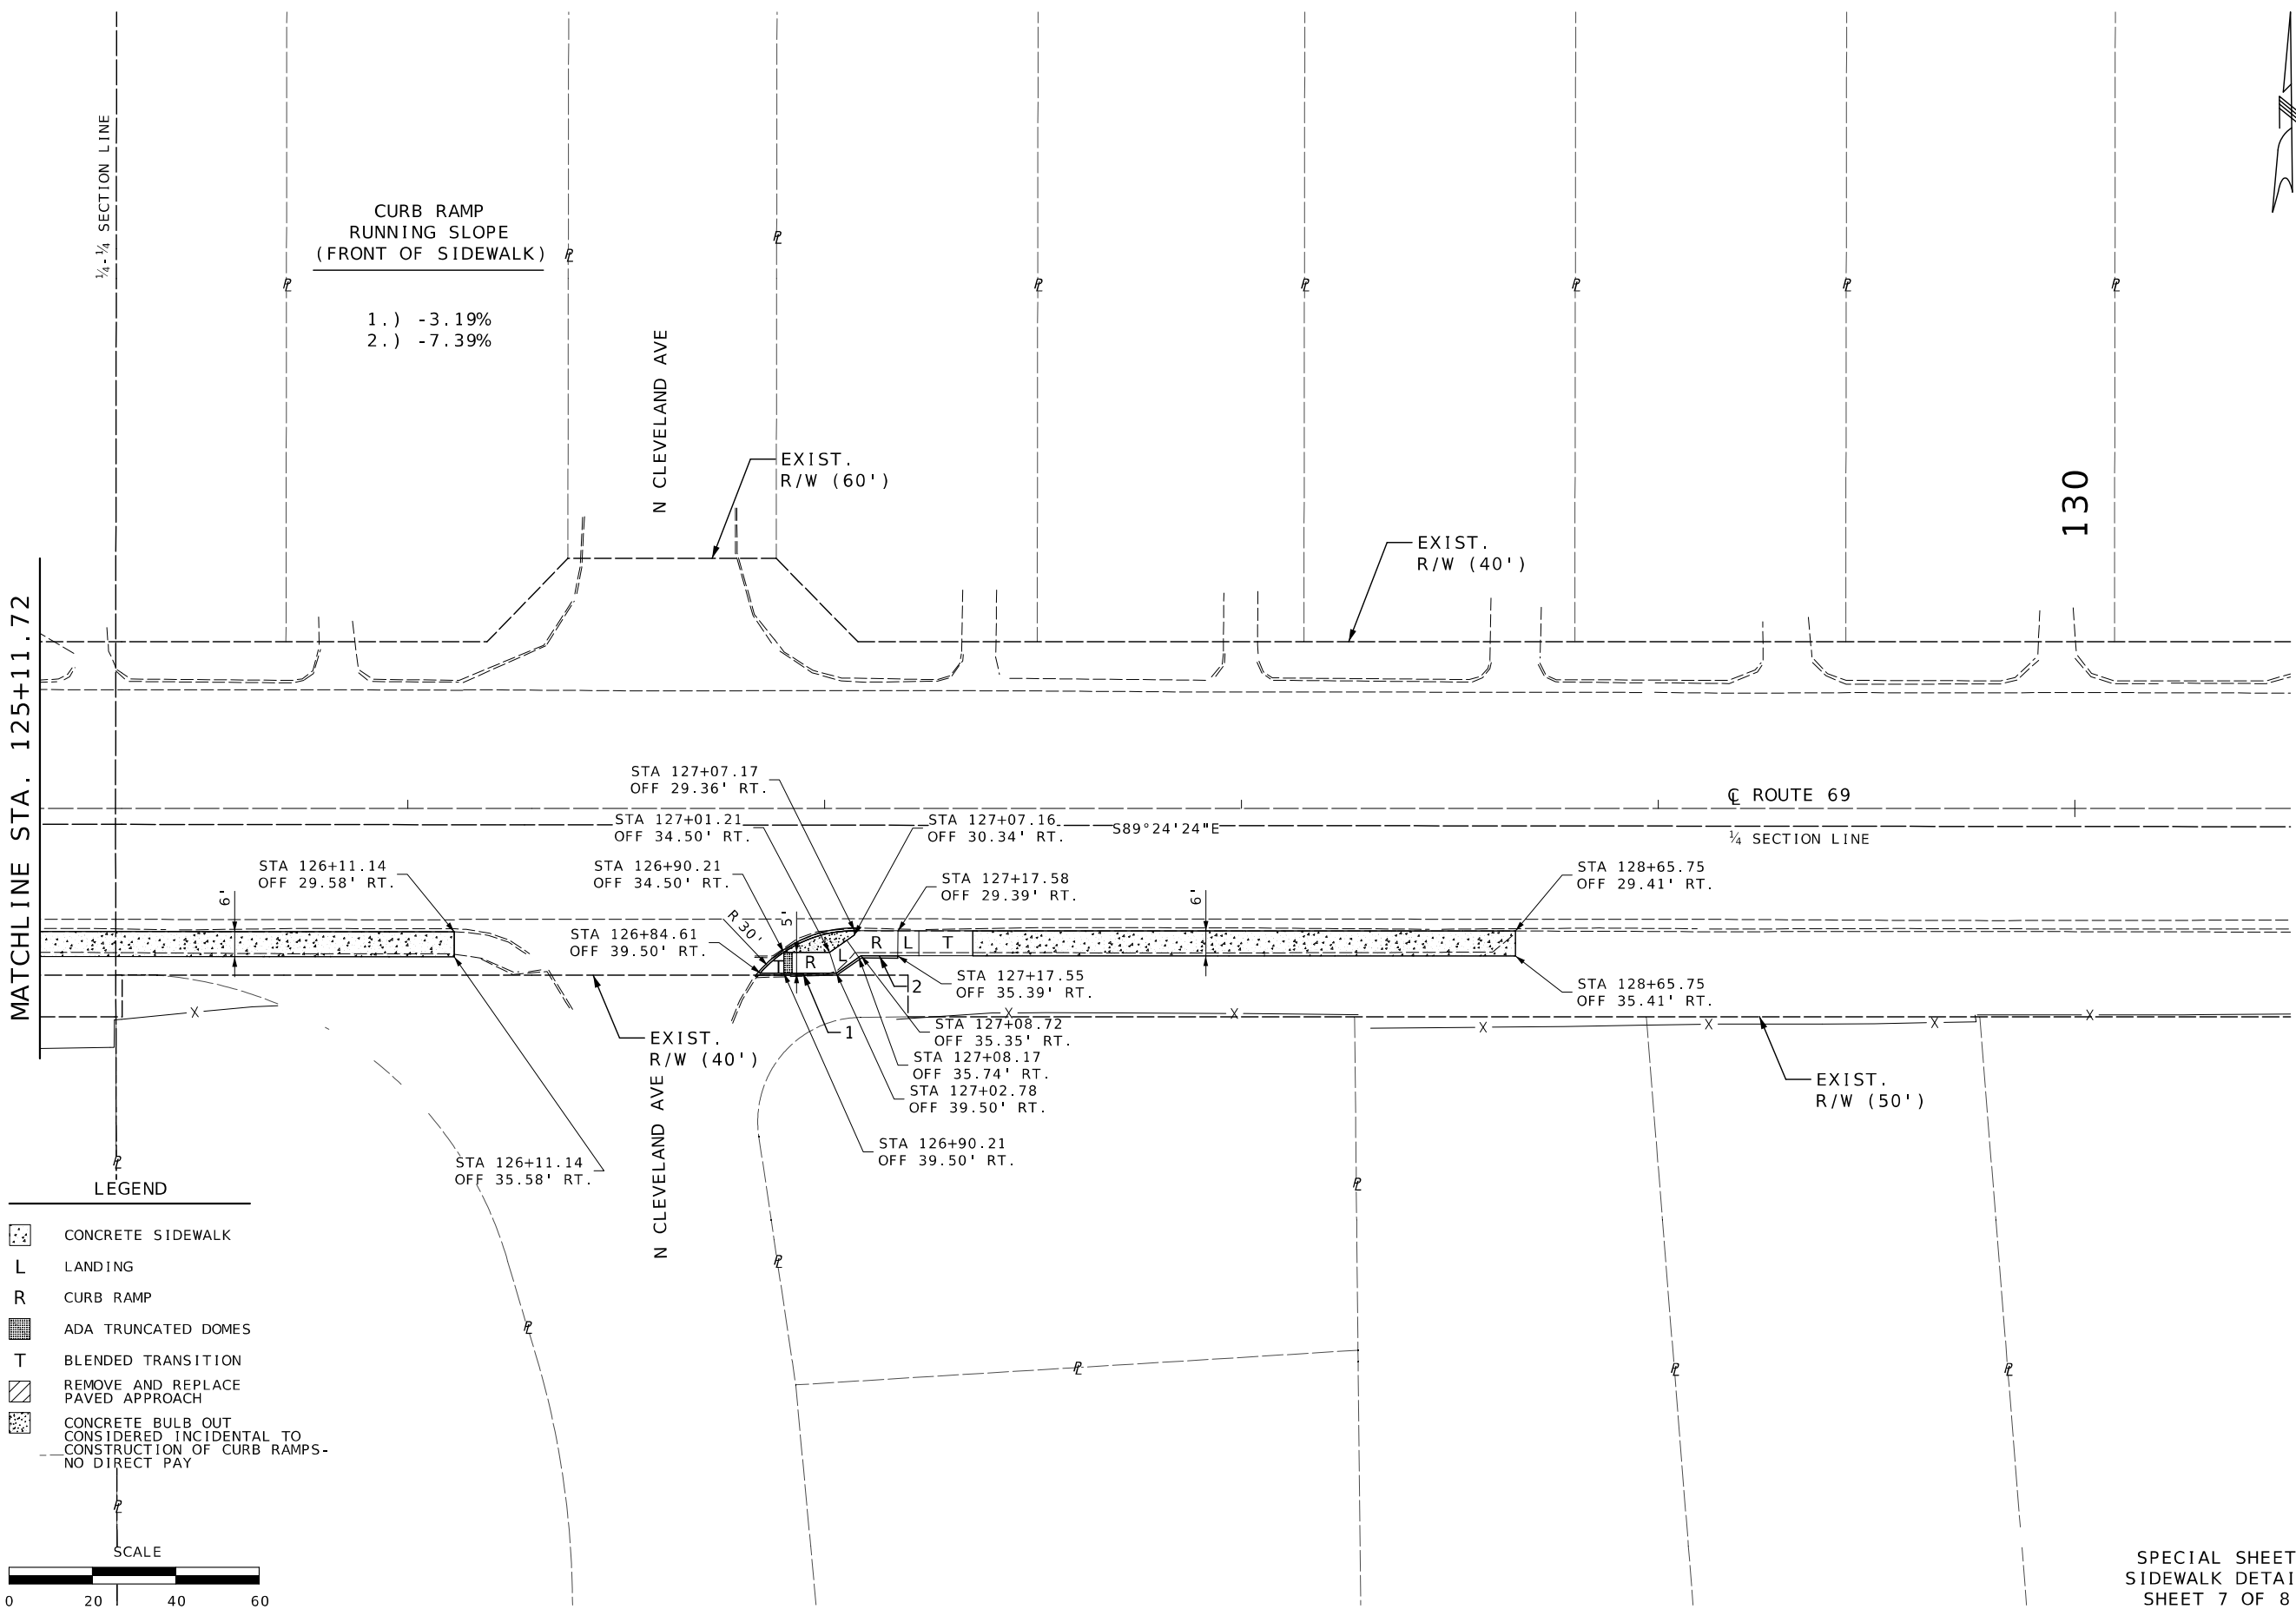 ¼-¼ SECTION LINE
CURB RAMP
RUNNING SLOPE
(FRONT OF SIDEWALK)
1.) -3.19%
2.) -7.39%
N CLEVELAND AVE
EXIST.
R/W (60')
EXIST.
R/W (40')
130
MATCHLINE STA. 125+11.72
℄ ROUTE 69
S89°24'24"E
¼ SECTION LINE
STA 127+07.17
OFF 29.36' RT.
STA 127+01.21
OFF 34.50' RT.
STA 127+07.16
OFF 30.34' RT.
STA 126+11.14
OFF 29.58' RT.
STA 126+90.21
OFF 34.50' RT.
STA 127+17.58
OFF 29.39' RT.
STA 128+65.75
OFF 29.41' RT.
6'
R 30'
5'
6'
STA 126+84.61
OFF 39.50' RT.
T
R
L
R
L
T
STA 127+17.55
OFF 35.39' RT.
2
STA 128+65.75
OFF 35.41' RT.
X
X
X
X
X
X
X
1
STA 127+08.72
OFF 35.35' RT.
EXIST.
R/W (40')
STA 127+08.17
OFF 35.74' RT.
STA 127+02.78
OFF 39.50' RT.
EXIST.
R/W (50')
STA 126+90.21
OFF 39.50' RT.
STA 126+11.14
OFF 35.58' RT.
N CLEVELAND AVE
LEGEND
CONCRETE SIDEWALK
L LANDING
R CURB RAMP
ADA TRUNCATED DOMES
T BLENDED TRANSITION
REMOVE AND REPLACE
PAVED APPROACH
CONCRETE BULB OUT
CONSIDERED INCIDENTAL TO
CONSTRUCTION OF CURB RAMPS-
NO DIRECT PAY
SCALE
0 20 40 60
SPECIAL SHEET
SIDEWALK DETAI
SHEET 7 OF 8